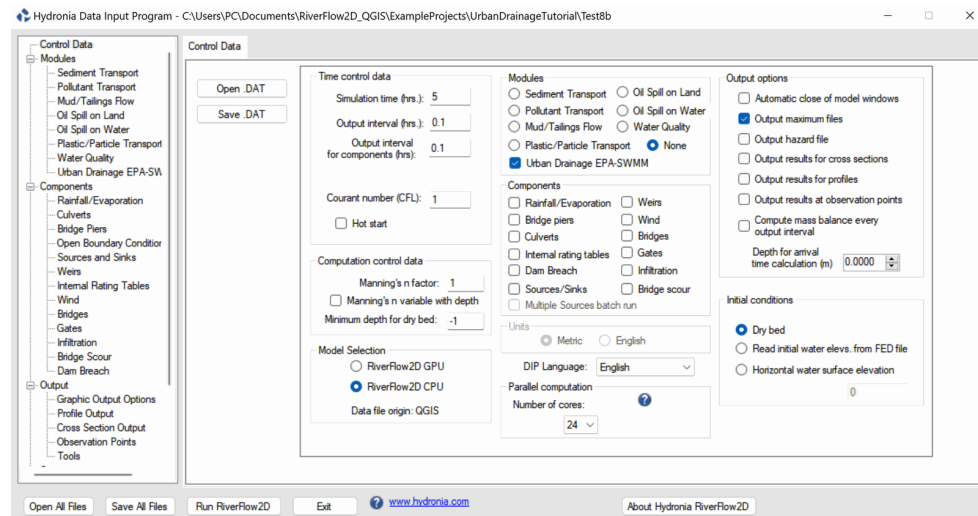 Hydronia Data Input Program - C:\Users\PC\Documents\RiverFlow2D_QGIS\ExampleProjects\UrbanDrainageTutorial\Test8b
Control Data
Modules
Sediment Transport
Pollutant Transport
Mud/Tailings Flow
Oil Spill on Land
Oil Spill on Water
Plastic/Particle Transport
Water Quality
Urban Drainage EPA-SW
Components
Rainfall/Evaporation
Culverts
Bridge Piers
Open Boundary Condition
Sources and Sinks
Weirs
Internal Rating Tables
Wind
Bridges
Gates
Infiltration
Bridge Scour
Dam Breach
Output
Graphic Output Options
Profile Output
Cross Section Output
Observation Points
Tools
Control Data
Open .DAT
Save .DAT
Time control data
Simulation time (hrs.): 5
Output interval (hrs.): 0.1
Output interval
for components (hrs): 0.1
Courant number (CFL): 1
Hot start
Computation control data
Manning's n factor: 1
Manning's n variable with depth
Minimum depth for dry bed: -1
Model Selection
RiverFlow2D GPU
RiverFlow2D CPU
Data file origin: QGIS
Modules
Sediment Transport Oil Spill on Land
Pollutant Transport Oil Spill on Water
Mud/Tailings Flow Water Quality
Plastic/Particle Transport None
Urban Drainage EPA-SWMM
Components
Rainfall/Evaporation Weirs
Bridge piers Wind
Culverts Bridges
Internal rating tables Gates
Dam Breach Infiltration
Sources/Sinks Bridge scour
Multiple Sources batch run
Units
Metric English
DIP Language: English
Parallel computation
Number of cores:
24
Output options
Automatic close of model windows
Output maximum files
Output hazard file
Output results for cross sections
Output results for profiles
Output results at observation points
Compute mass balance every
output interval
Depth for arrival
time calculation (m) 0.0000
Initial conditions
Dry bed
Read initial water elevs. from FED file
Horizontal water surface elevation
0
Open All Files Save All Files Run RiverFlow2D Exit www.hydronia.com About Hydronia RiverFlow2D